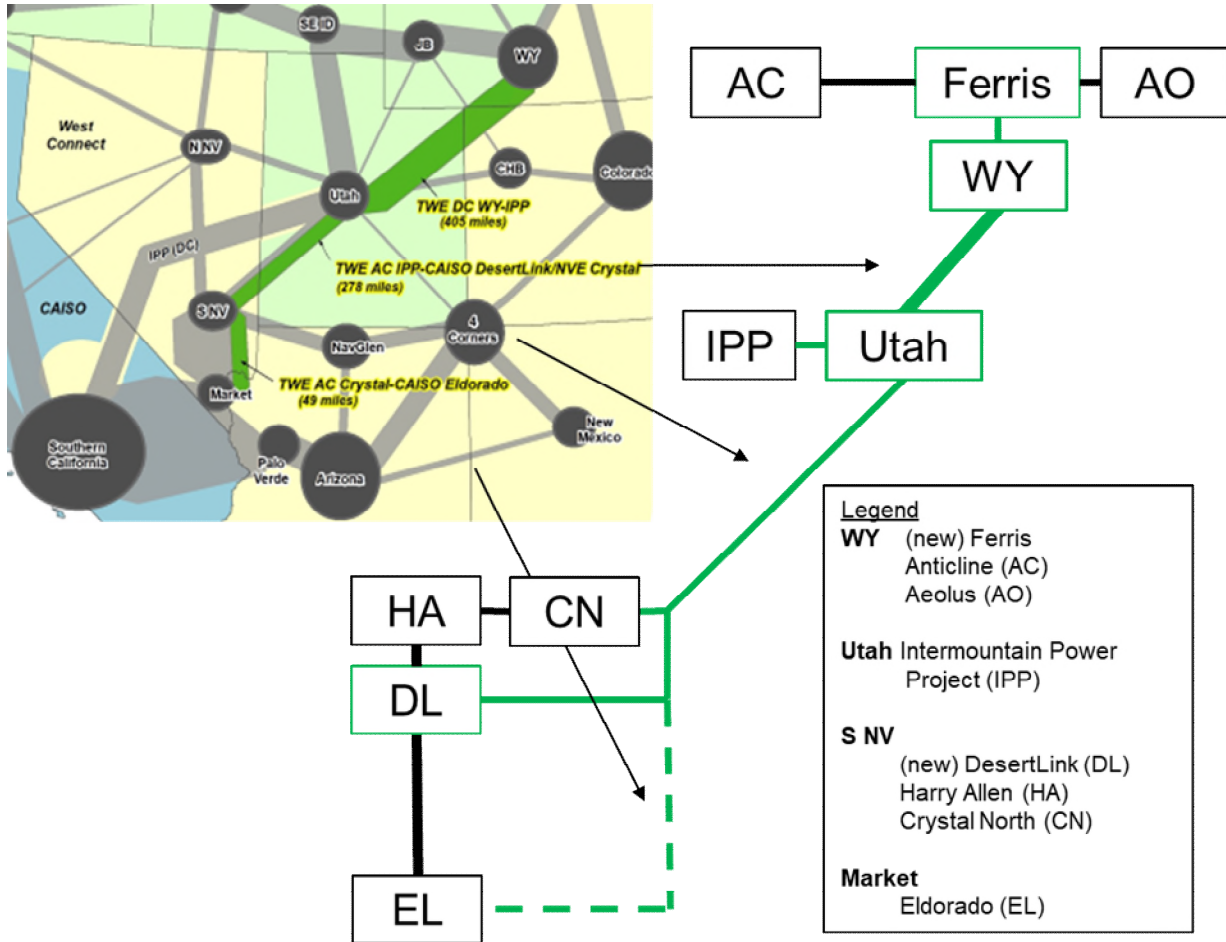 SE ID
JB
WY
West
Connect
N NV
Utah
CHB
Colorado
TWE DC WY-IPP
(405 miles)
IPP (DC)
TWE AC IPP-CAISO DesertLink/NVE Crystal
(278 miles)
CAISO
S NV
4
Corners
NavGlen
TWE AC Crystal-CAISO Eldorado
(49 miles)
Market
New
Mexico
Southern
California
Palo
Verde
Arizona
AC
Ferris
AO
WY
IPP
Utah
HA
CN
DL
EL
Legend
WY (new) Ferris
Anticline (AC)
Aeolus (AO)
Utah Intermountain Power
Project (IPP)
S NV
(new) DesertLink (DL)
Harry Allen (HA)
Crystal North (CN)
Market
Eldorado (EL)